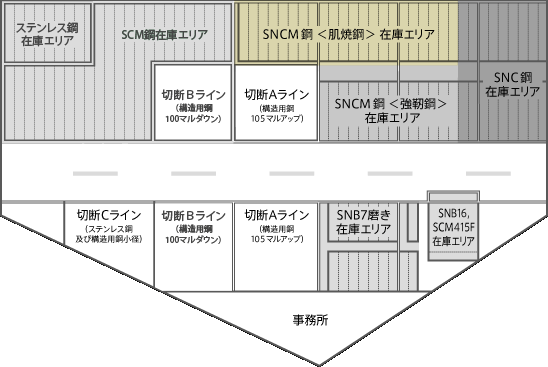 ステンレス鋼
在庫エリア
SCM鋼在庫エリア
SNCM 鋼 ＜肌焼鋼＞ 在庫エリア
SNC 鋼
在庫エリア
切断Ｂライン
（構造用鋼
100マルダウン）
切断Ａライン
（構造用鋼
105マルアップ）
SNCM 鋼 ＜強靭鋼＞
在庫エリア
切断Ｃライン
（ステンレス鋼
及び構造用鋼小径）
切断Ｂライン
（構造用鋼
100マルダウン）
切断Ａライン
（構造用鋼
105マルアップ）
SNB7磨き
在庫エリア
SNB16,
SCM415F
在庫エリア
事務所